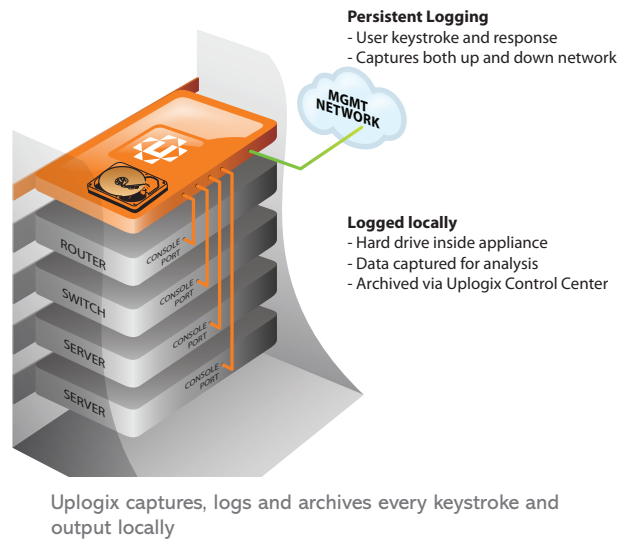 Persistent Logging
- User keystroke and response
- Captures both up and down network
MGMT
NETWORK
Logged locally
- Hard drive inside appliance
- Data captured for analysis
- Archived via Uplogix Control Center
ROUTER
CONSOLE
PORT
SWITCH
CONSOLE
PORT
SERVER
CONSOLE
PORT
SERVER
CONSOLE
PORT
Uplogix captures, logs and archives every keystroke and
output locally